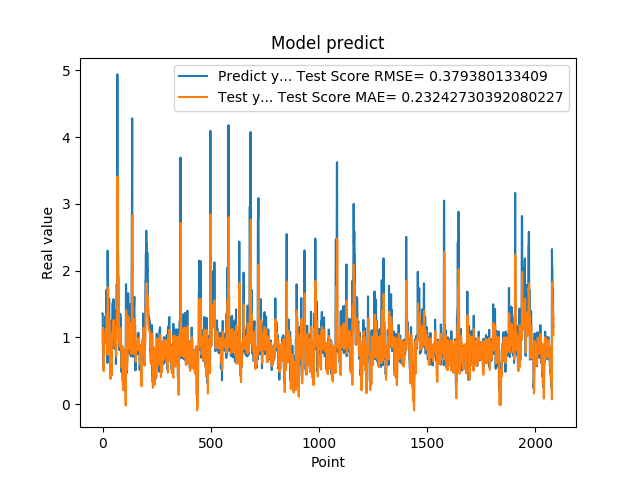 Model predict
Predict y... Test Score RMSE= 0.379380133409
Test y... Test Score MAE= 0.23242730392080227
5
4
3
2
1
0
Real value
0 500 1000 1500 2000
Point